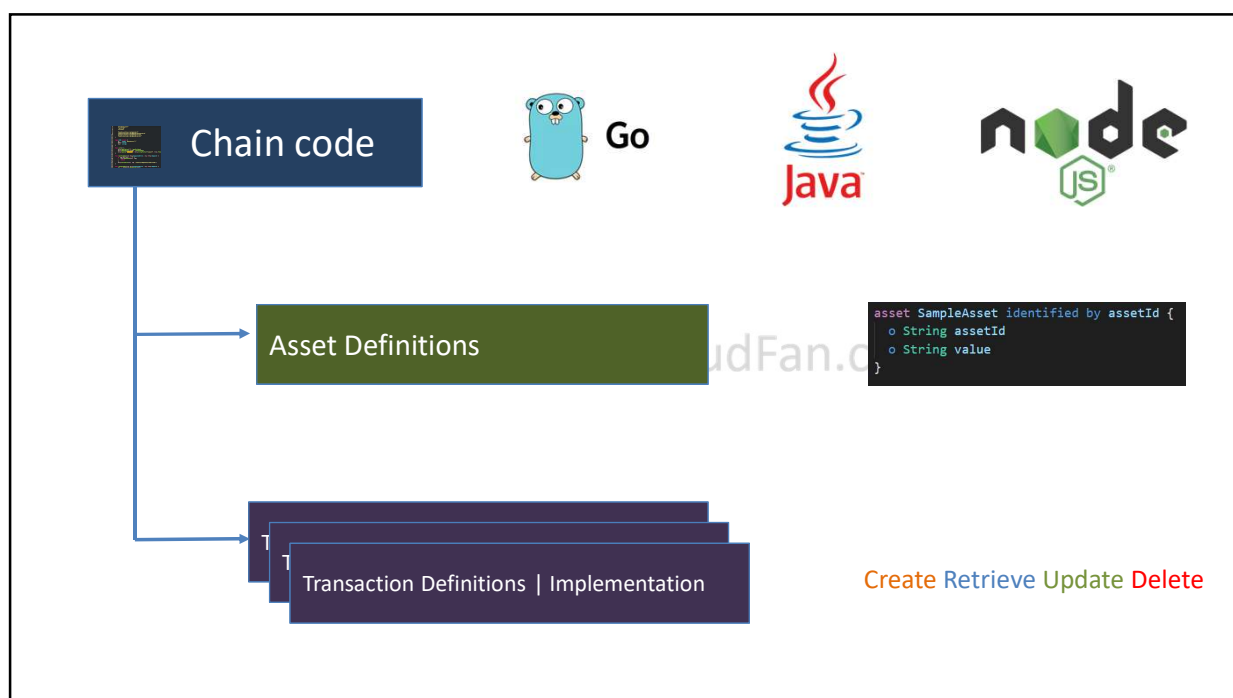 Chain code
Go
Java
node
JS
Asset Definitions
udFan.c
asset SampleAsset identified by assetId {
o String assetId
o String value
}
T
T
Transaction Definitions | Implementation
Create Retrieve Update Delete